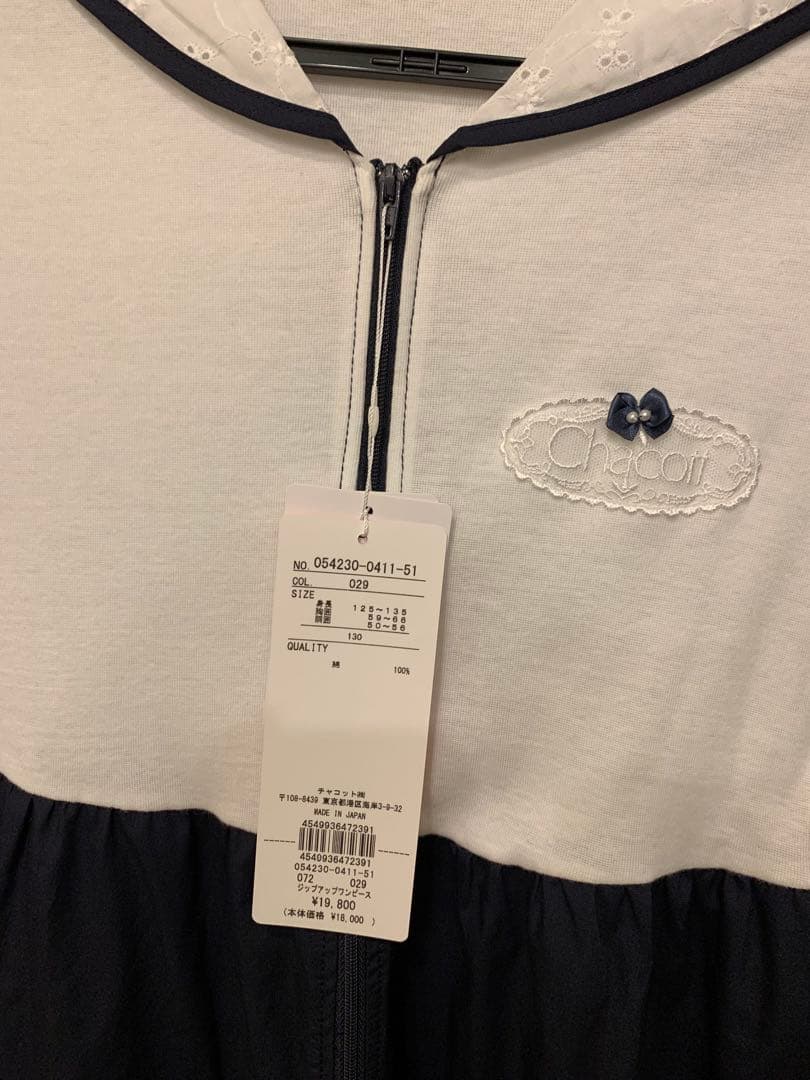 Chacott
NO. 054230-0411-51
COL. 029
SIZE
身長 125~135
胸囲 59~66
胴囲 50~56
130
QUALITY
綿 100%
チャコット㈱
〒108-8439 東京都港区海岸3-9-32
MADE IN JAPAN
4549936472391
4549936472391
054230-0411-51
072 029
ジップアップワンピース
¥19,800
(本体価格 ¥18,000 )